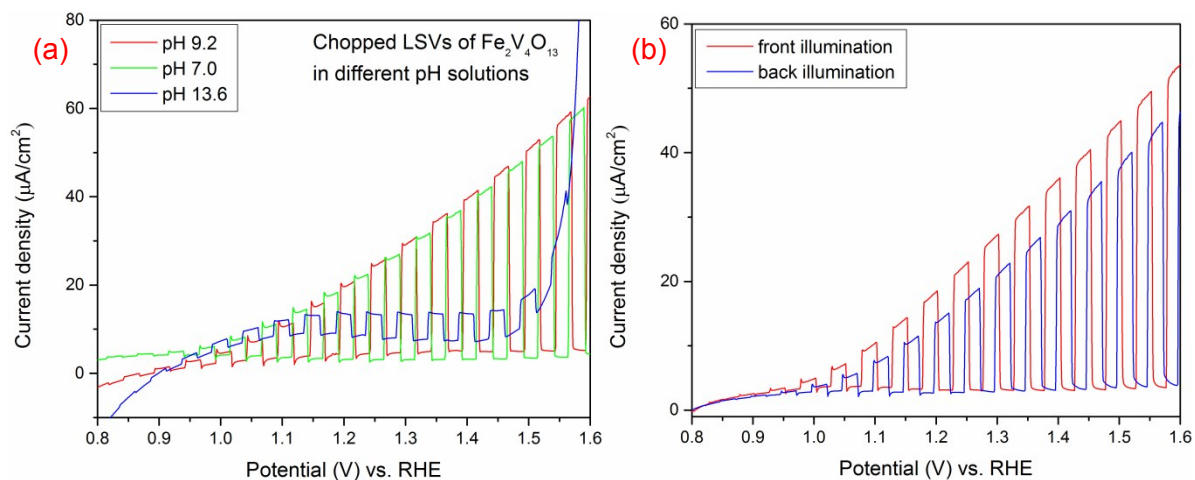 (a)
pH 9.2
pH 7.0
pH 13.6
Chopped LSVs of Fe₂V₄O₁₃
in different pH solutions
80
60
40
20
0
Current density (µA/cm²)
0.8 0.9 1.0 1.1 1.2 1.3 1.4 1.5 1.6
Potential (V) vs. RHE
(b)
front illumination
back illumination
60
40
20
0
Current density (µA/cm²)
0.8 0.9 1.0 1.1 1.2 1.3 1.4 1.5 1.6
Potential (V) vs. RHE